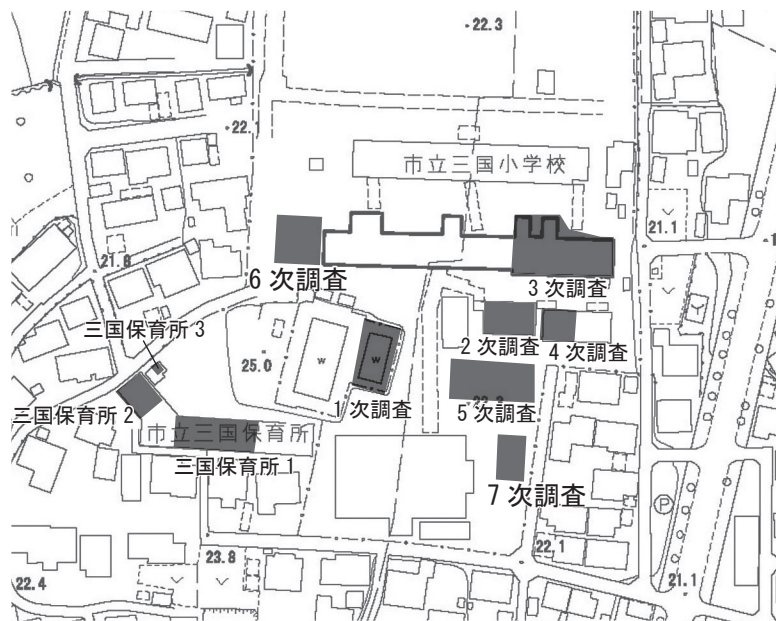 22.3
22.1
市立三国小学校
21.1
21.8
6次調査
3次調査
三国保育所3
2次調査
4次調査
25.0
W
W
三国保育所2
1次調査
5次調査
市立三国保育所
三国保育所1
7次調査
P
23.8
22.1
22.4
21.1